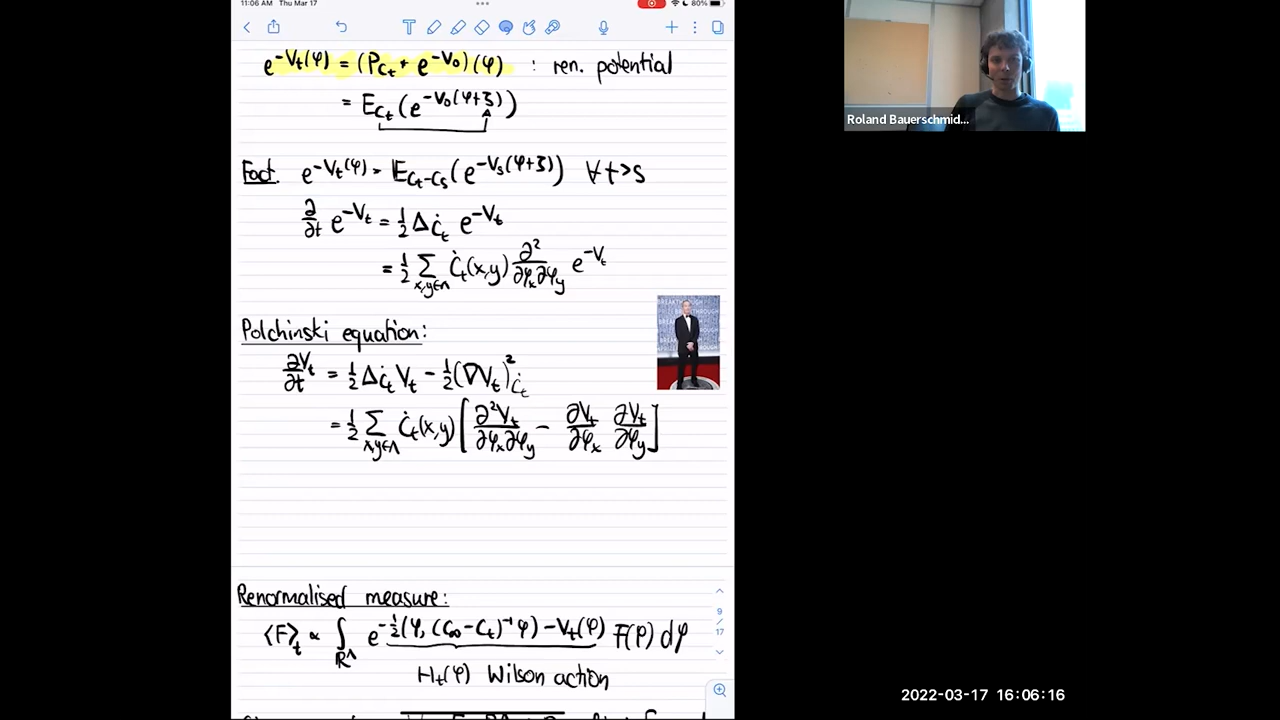 11:06 AM Thu Mar 17
80%
e^{-V_t(φ)} = (P_{C_t} * e^{-V_0})(φ) : ren. potential
= E_{C_t}(e^{-V_0(φ+ζ)})
Fact. e^{-V_t(φ)} = E_{C_t-C_s}(e^{-V_s(φ+ζ)}) ∀t>s
∂/∂t e^{-V_t} = 1/2 Δ_{Ċ_t} e^{-V_t}
= 1/2 Σ_{x,y∈Λ} Ċ_t(x,y) ∂²/∂φ_x∂φ_y e^{-V_t}
Polchinski equation:
∂V_t/∂t = 1/2 Δ_{Ċ_t} V_t - 1/2 (∇V_t)²_{Ċ_t}
= 1/2 Σ_{x,y∈Λ} Ċ_t(x,y) [∂²V_t/∂φ_x∂φ_y - ∂V_t/∂φ_x ∂V_t/∂φ_y]
Renormalised measure:
⟨F⟩_t ∝ ∫_{R^Λ} e^{-1/2(φ,(C_∞-C_t)^{-1}φ)-V_t(φ)} F(φ) dφ
H_t(φ) Wilson action
9
/
17
Roland Bauerschmid...
2022-03-17 16:06:16